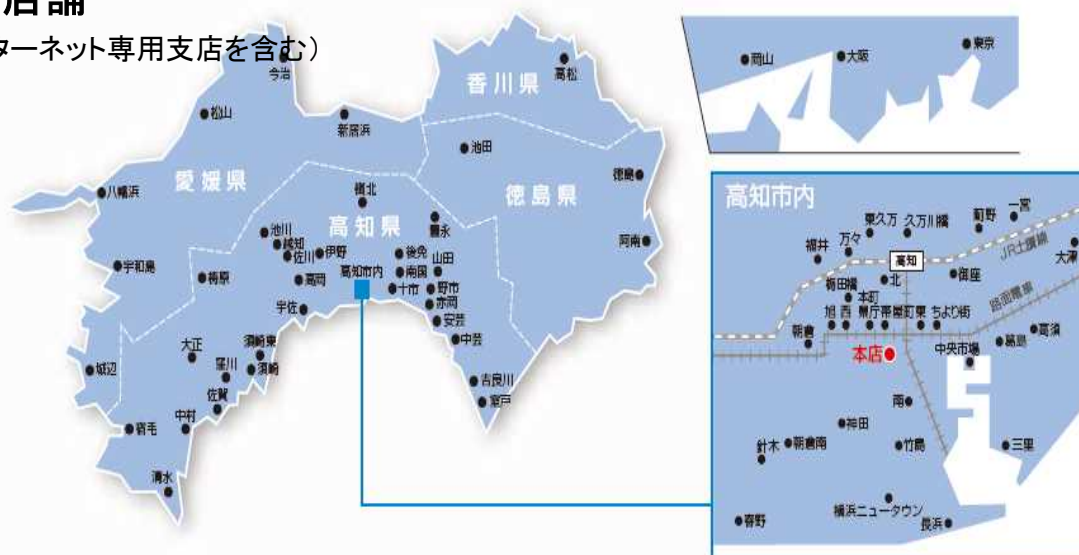 店舗
ターネット専用支店を含む）
今治
松山
新居浜
香川県
高松
池田
八幡浜
愛媛県
嶺北
徳島県
徳島
高知県
豊永
阿南
池川
越知
佐川
伊野
後免
山田
宇和島
梼原
高岡
高知市内
南国
十市
野市
赤岡
宇佐
安芸
中芸
大正
須崎東
城辺
窪川
須崎
吉良川
佐賀
室戸
中村
宿毛
清水
岡山
大阪
東京
高知市内
一宮
東久万
久万川橋
薊野
福井
万々
JR土讃線
高知
大津
北
御座
梅田橋
本町
路面電車
旭
西
県庁
帯屋町
東
ちより街
高須
朝倉
葛島
本店
中央市場
南
神田
針木
朝倉南
竹島
三里
横浜ニュータウン
春野
長浜